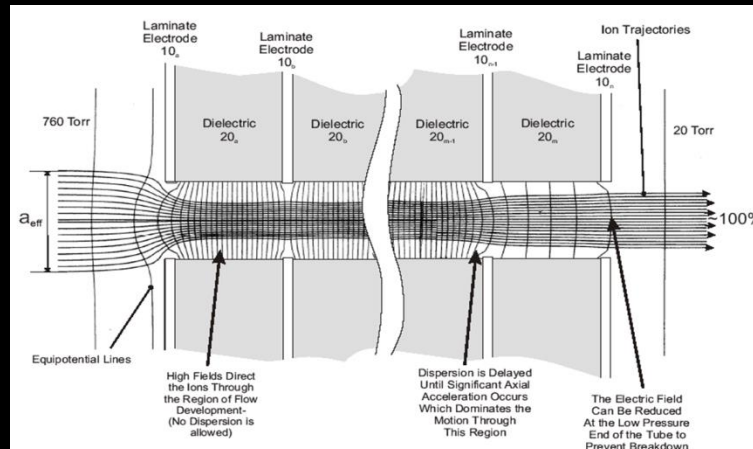 Laminate
Electrode
10a
Laminate
Electrode
10b
Laminate
Electrode
10n-1
Ion Trajectories
Laminate
Electrode
10n
760 Torr
Dielectric
20a
Dielectric
20b
Dielectric
20m-1
Dielectric
20m
20 Torr
aeff
~100%
Equipotential Lines
High Fields Direct
the Ions Through
the Region of Flow
Development-
(No Dispersion is
allowed)
Dispersion is Delayed
Until Significant Axial
Acceleration Occurs
Which Dominates the
Motion Through
This Region
The Electric Field
Can Be Reduced
At the Low Pressure
End of the Tube to
Prevent Breakdown